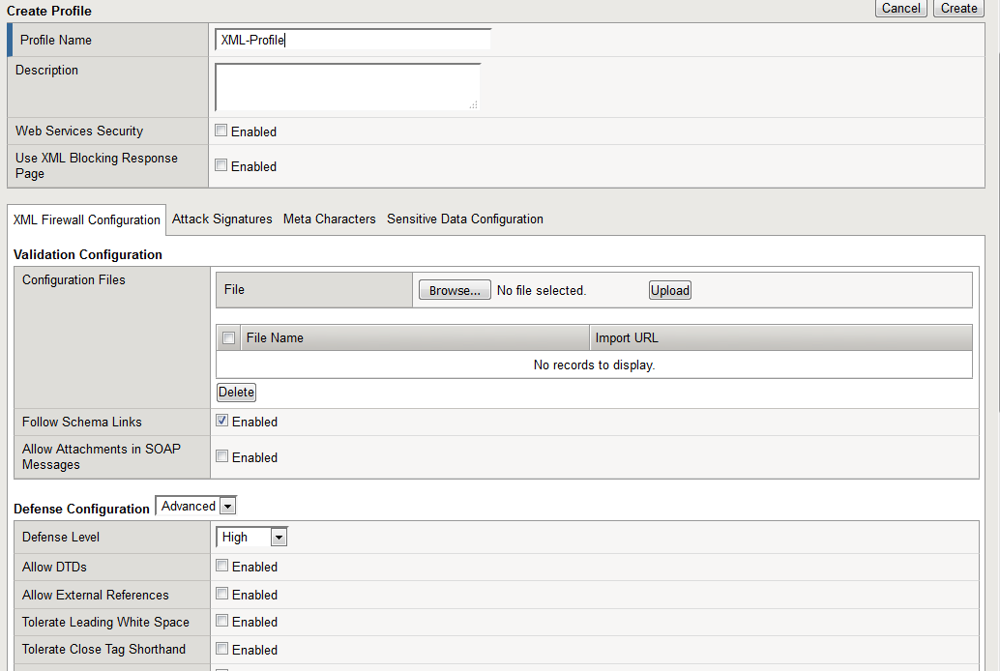 Create Profile
Cancel
Create
Profile Name
XML-Profile
Description
Web Services Security
Enabled
Use XML Blocking Response
Page
Enabled
XML Firewall Configuration
Attack Signatures
Meta Characters
Sensitive Data Configuration
Validation Configuration
Configuration Files
File
Browse...
No file selected.
Upload
File Name
Import URL
No records to display.
Delete
Follow Schema Links
Enabled
Allow Attachments in SOAP
Messages
Enabled
Defense Configuration
Advanced
Defense Level
High
Allow DTDs
Enabled
Allow External References
Enabled
Tolerate Leading White Space
Enabled
Tolerate Close Tag Shorthand
Enabled